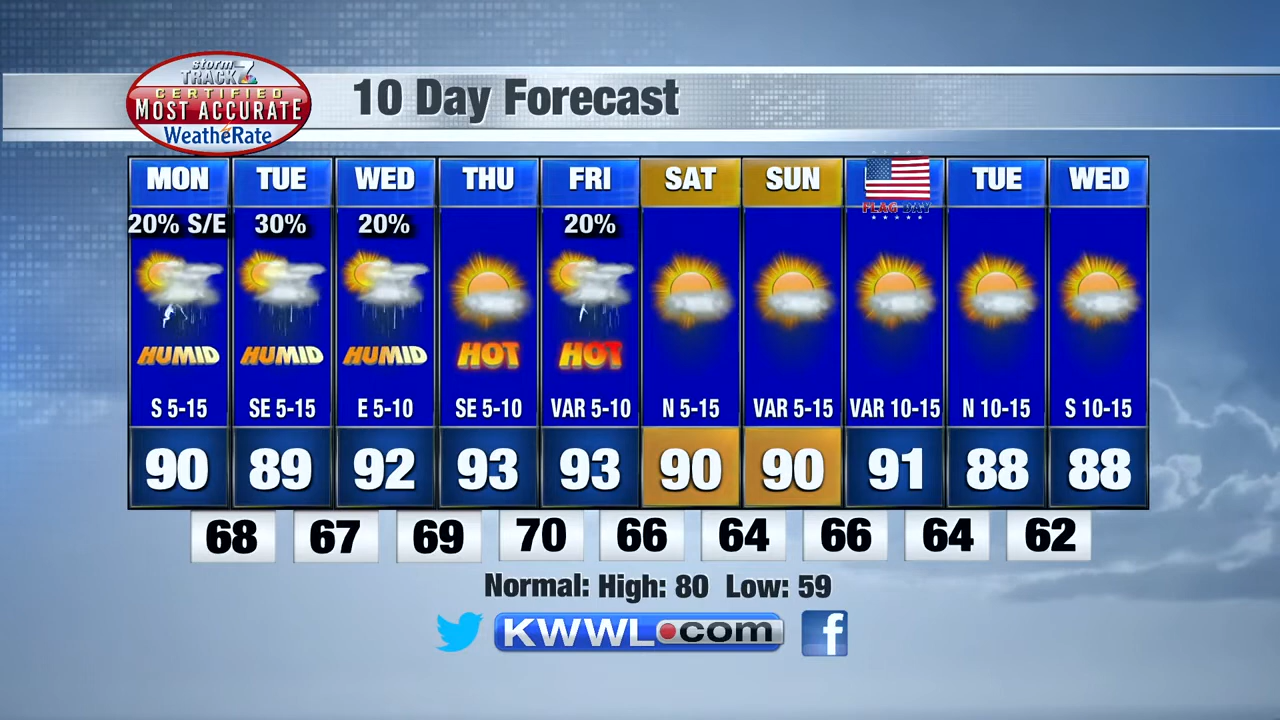 storm
TRACK 7
CERTIFIED
MOST ACCURATE
WeatheRate
10 Day Forecast
MON TUE WED THU FRI SAT SUN FLAG DAY TUE WED
20% S/E 30% 20% 20%
HUMID HUMID HUMID HOT HOT
S 5-15 SE 5-15 E 5-10 SE 5-10 VAR 5-10 N 5-15 VAR 5-15 VAR 10-15 N 10-15 S 10-15
90 89 92 93 93 90 90 91 88 88
68 67 69 70 66 64 66 64 62
Normal: High: 80 Low: 59
KWWL.com f